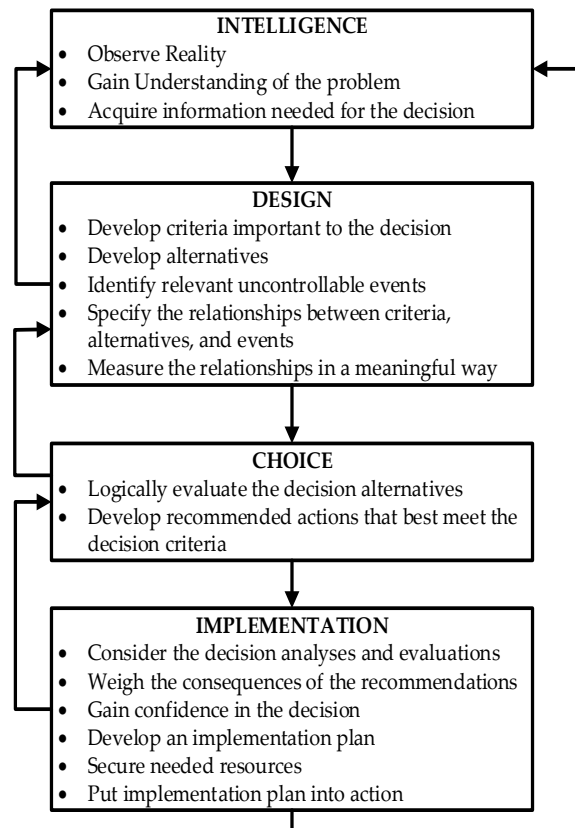 INTELLIGENCE
• Observe Reality
• Gain Understanding of the problem
• Acquire information needed for the decision
DESIGN
• Develop criteria important to the decision
• Develop alternatives
• Identify relevant uncontrollable events
• Specify the relationships between criteria,
alternatives, and events
• Measure the relationships in a meaningful way
CHOICE
• Logically evaluate the decision alternatives
• Develop recommended actions that best meet the
decision criteria
IMPLEMENTATION
• Consider the decision analyses and evaluations
• Weigh the consequences of the recommendations
• Gain confidence in the decision
• Develop an implementation plan
• Secure needed resources
• Put implementation plan into action